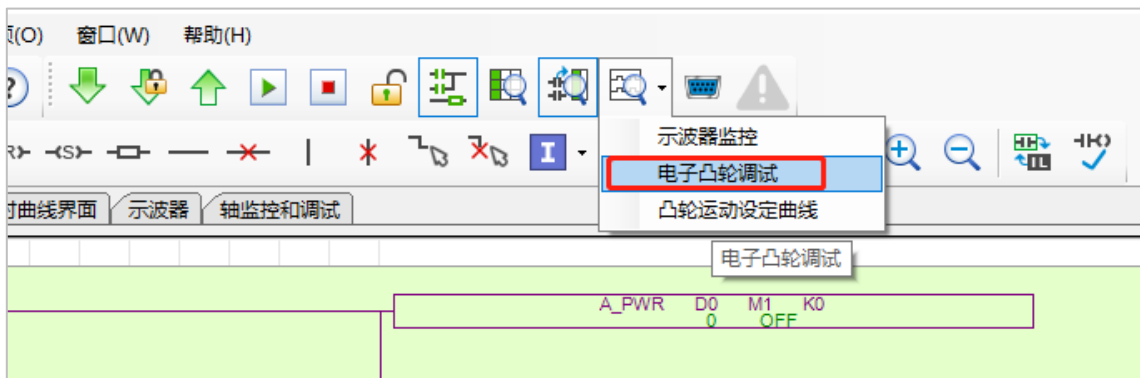 (O) 窗口(W) 帮助(H)
示波器监控
电子凸轮调试
凸轮运动设定曲线
曲线界面 示波器 轴监控和调试
电子凸轮调试
A_PWR D0 M1 K0
0 OFF